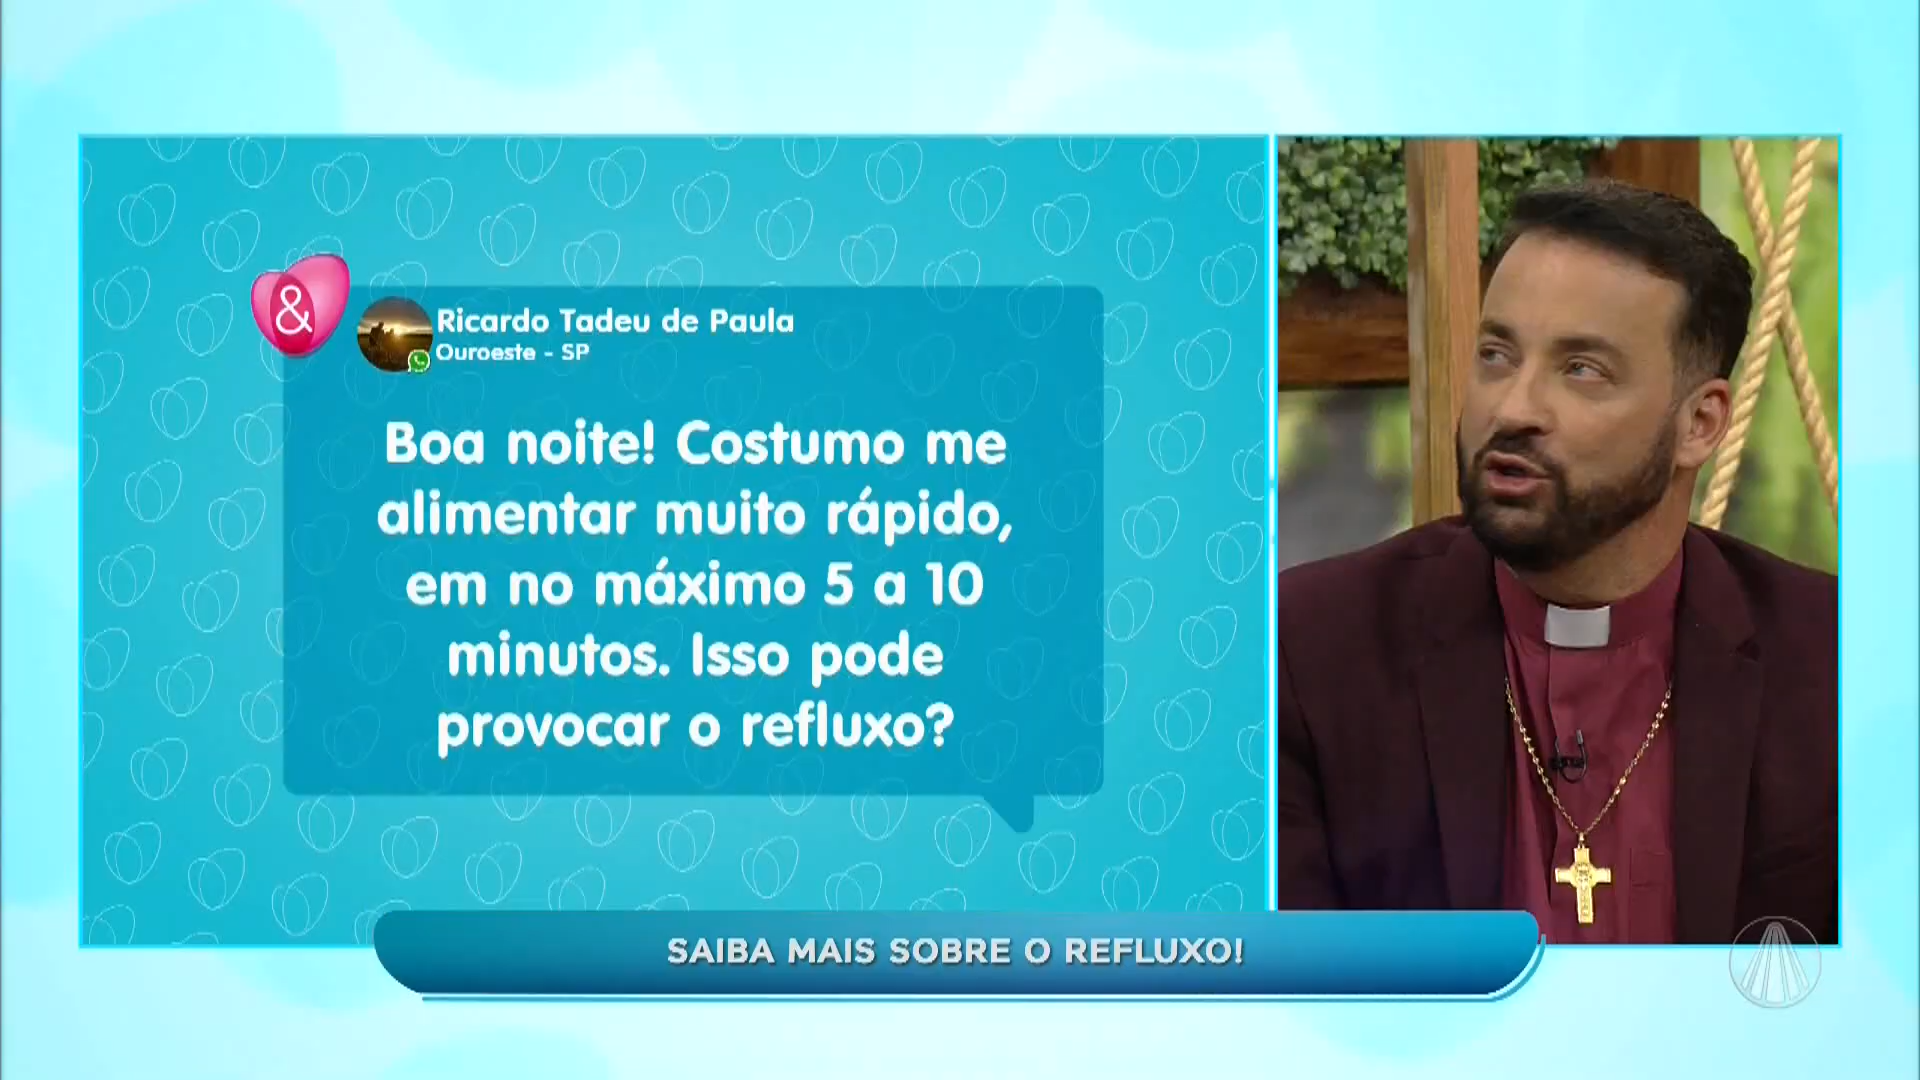 &
Ricardo Tadeu de Paula
Ouroeste - SP
Boa noite! Costumo me
alimentar muito rápido,
em no máximo 5 a 10
minutos. Isso pode
provocar o refluxo?
SAIBA MAIS SOBRE O REFLUXO!